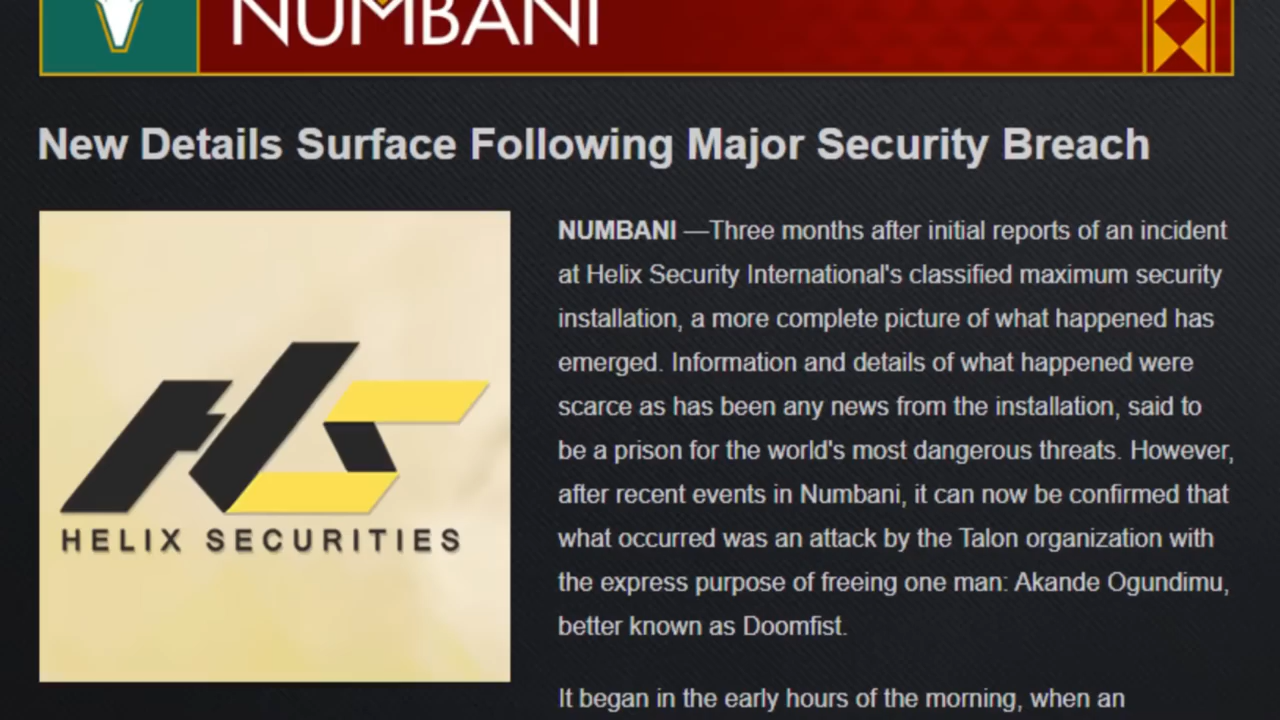 NUMBANI
New Details Surface Following Major Security Breach
HELIX SECURITIES
NUMBANI —Three months after initial reports of an incident
at Helix Security International's classified maximum security
installation, a more complete picture of what happened has
emerged. Information and details of what happened were
scarce as has been any news from the installation, said to
be a prison for the world's most dangerous threats. However,
after recent events in Numbani, it can now be confirmed that
what occurred was an attack by the Talon organization with
the express purpose of freeing one man: Akande Ogundimu,
better known as Doomfist.
It began in the early hours of the morning, when an